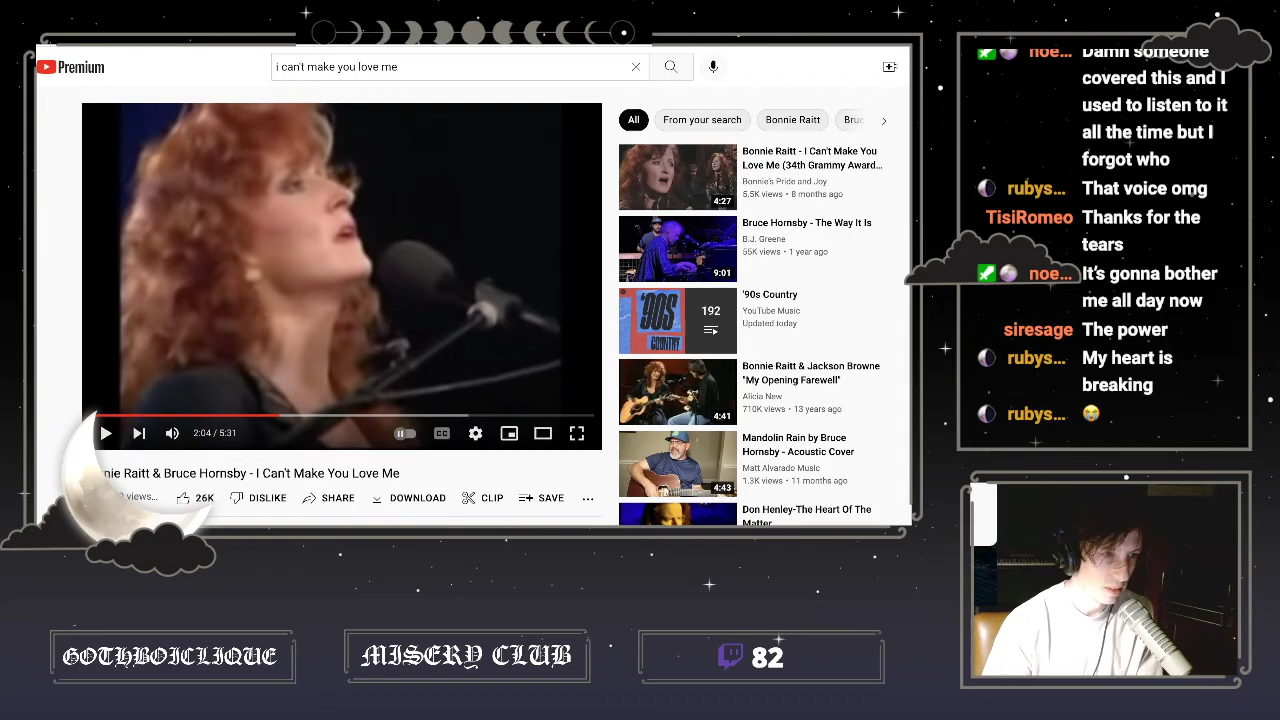 Premium
i can't make you love me
2:04 / 5:31
nie Raitt & Bruce Hornsby - I Can't Make You Love Me
views...
26K
DISLIKE
SHARE
DOWNLOAD
CLIP
SAVE
All
From your search
Bonnie Raitt
Bruc
Bonnie Raitt - I Can't Make You
Love Me (34th Grammy Award...
Bonnie's Pride and Joy
5.5K views • 8 months ago
4:27
Bruce Hornsby - The Way It Is
B.J. Greene
55K views • 1 year ago
9:01
'90s Country
YouTube Music
Updated today
'90S
COUNTRY
192
Bonnie Raitt & Jackson Browne
"My Opening Farewell"
Alicia New
710K views • 13 years ago
4:41
Mandolin Rain by Bruce
Hornsby - Acoustic Cover
Matt Alvarado Music
1.3K views • 11 months ago
4:43
Don Henley-The Heart Of The
Matter
noe... Damn someone
covered this and I
used to listen to it
all the time but I
forgot who
rubys... That voice omg
TisiRomeo Thanks for the
tears
noe... It's gonna bother
me all day now
siresage The power
rubys... My heart is
breaking
rubys... 😭
GOTHBOICLIQUE
MISERY CLUB
82